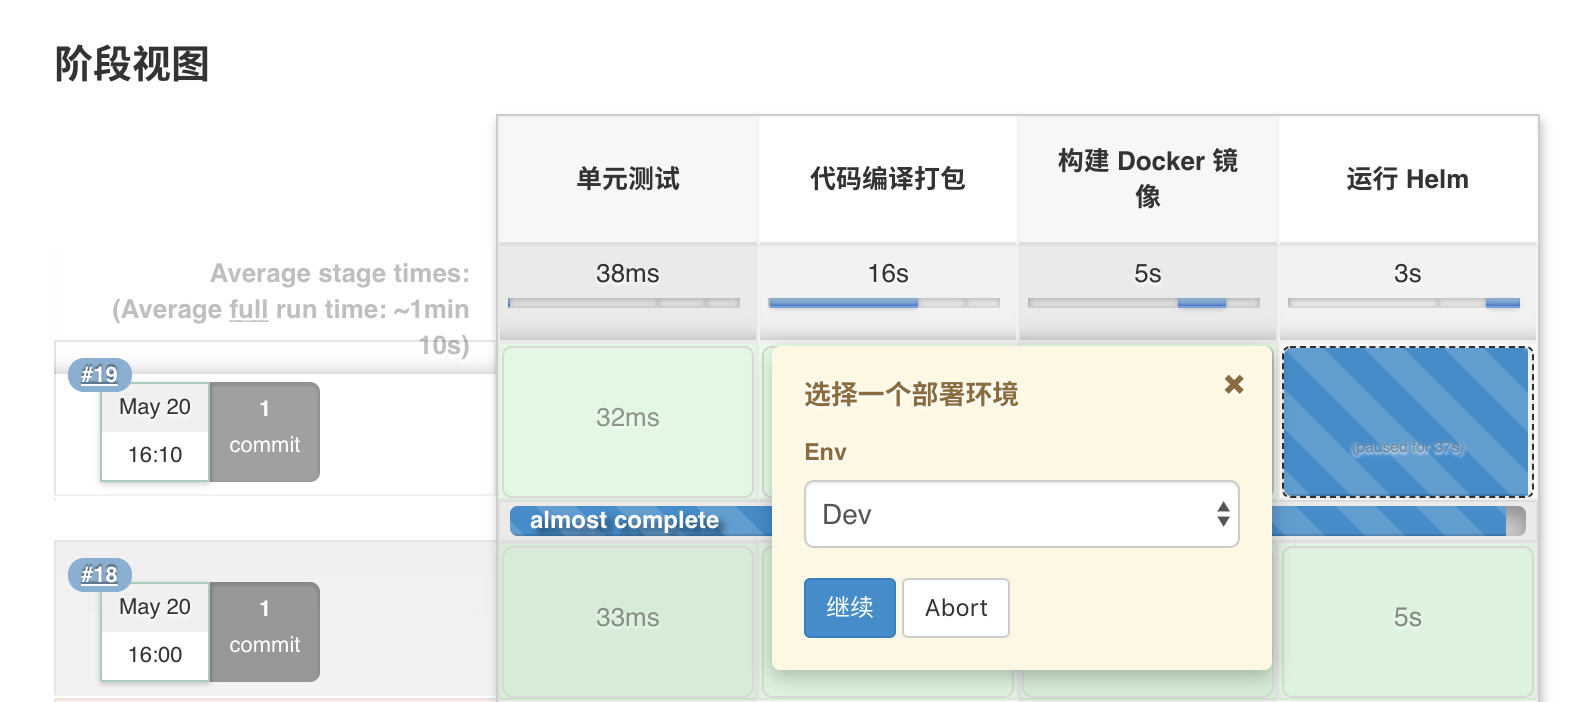 阶段视图
单元测试
代码编译打包
构建 Docker 镜
像
运行 Helm
Average stage times:
(Average full run time: ~1min
10s)
38ms
16s
5s
3s
#19
May 20
16:10
1
commit
32ms
(paused for 37s)
almost complete
选择一个部署环境
✖
Env
Dev
继续
Abort
#18
May 20
16:00
1
commit
33ms
5s